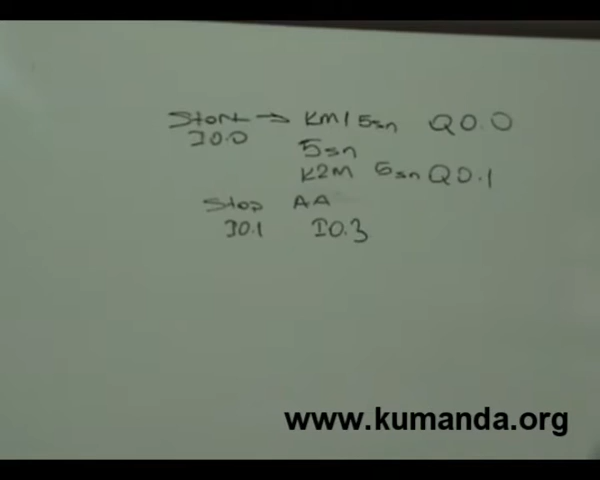 Start → KM1 5sn Q0.0
I0.0 5sn
K2M 5sn Q0.1
Stop AA
I0.1 I0.3
www.kumanda.org